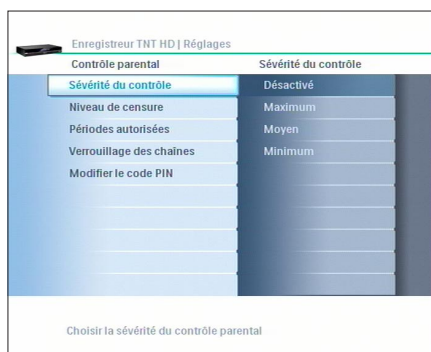 Enregistreur TNT HD | Réglages
Contrôle parental Sévérité du contrôle
Sévérité du contrôle Désactivé
Niveau de censure Maximum
Périodes autorisées Moyen
Verrouillage des chaînes Minimum
Modifier le code PIN
Choisir la sévérité du contrôle parental